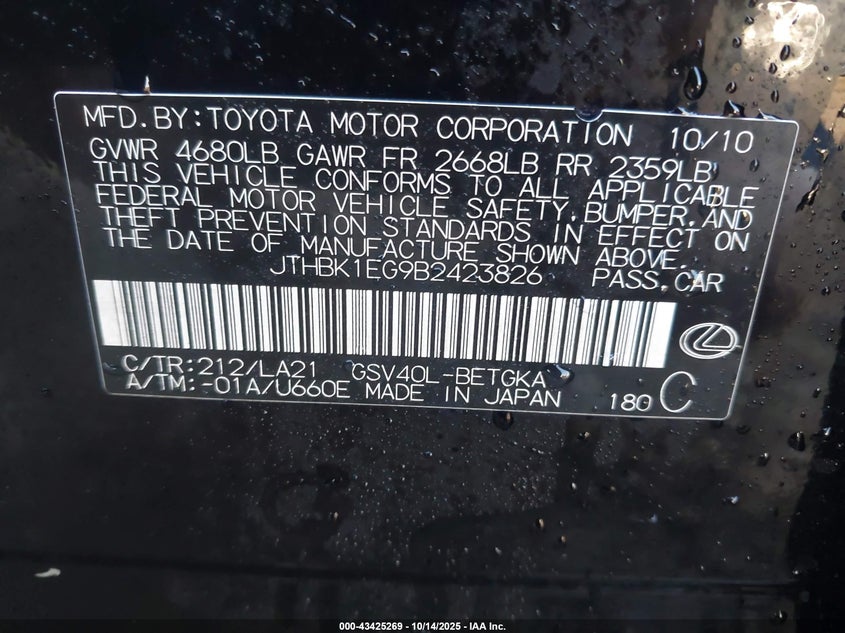 MFD.BY:TOYOTA MOTOR CORPORATION 10/10
GVWR 4680LB GAWR FR 2668LB RR 2359LB
THIS VEHICLE CONFORMS TO ALL APPLICABLE
FEDERAL MOTOR VEHICLE SAFETY,BUMPER,AND
THEFT PREVENTION STANDARDS IN EFFECT ON
THE DATE OF MANUFACTURE SHOWN ABOVE.
JTHBK1EG9B2423826 PASS.CAR
C/TR:212/LA21 GSV40L-BETGKA
A/TM:-01A/U660E MADE IN JAPAN 180 C
000-43425269 | 10/14/2025 - IAA Inc.